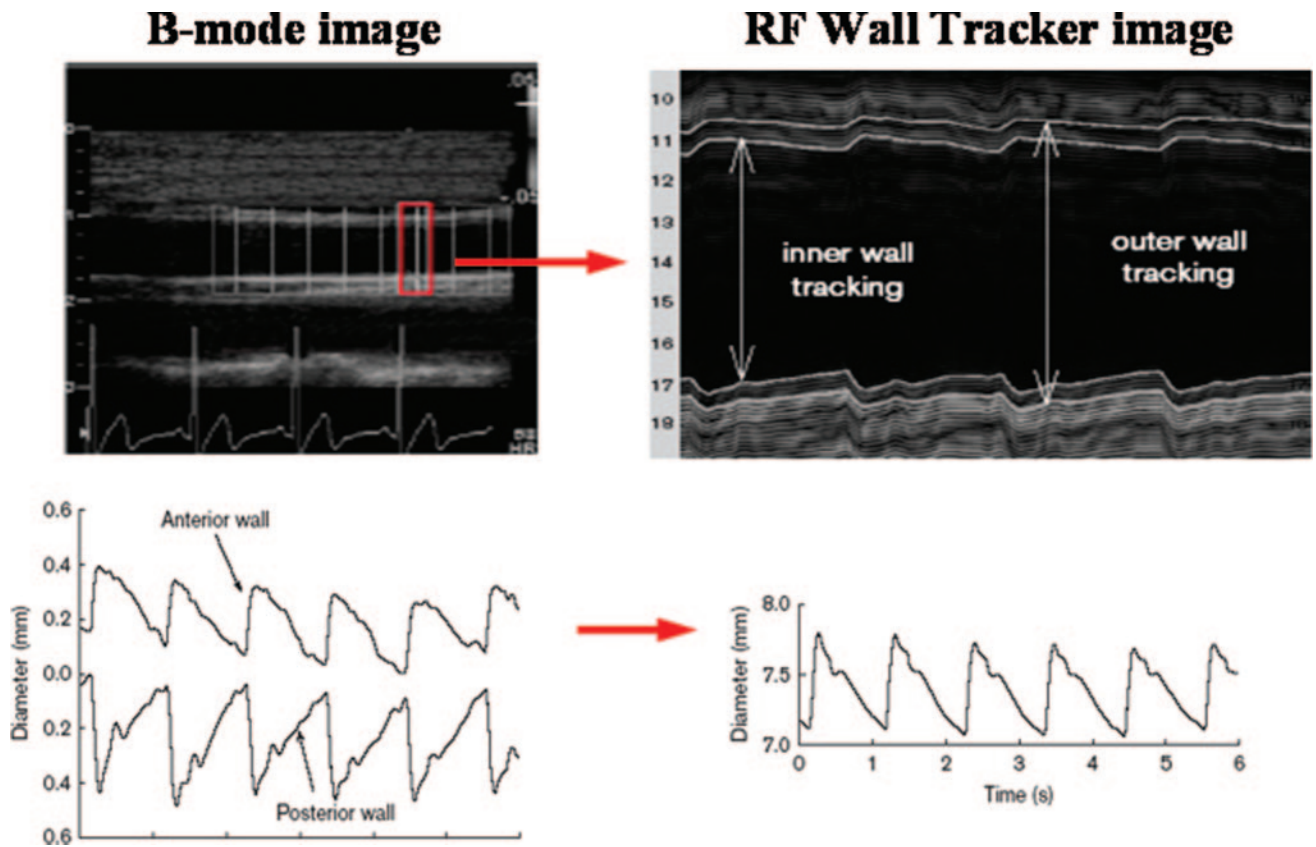 B-mode image
RF Wall Tracker image
.05
.05
HR
10
11
12
13
14
15
16
17
18
inner wall
tracking
outer wall
tracking
0.6
0.4
0.2
0.0
0.2
0.4
0.6
Diameter (mm)
Anterior wall
Posterior wall
8.0
7.5
7.0
Diameter (mm)
0 1 2 3 4 5 6
Time (s)